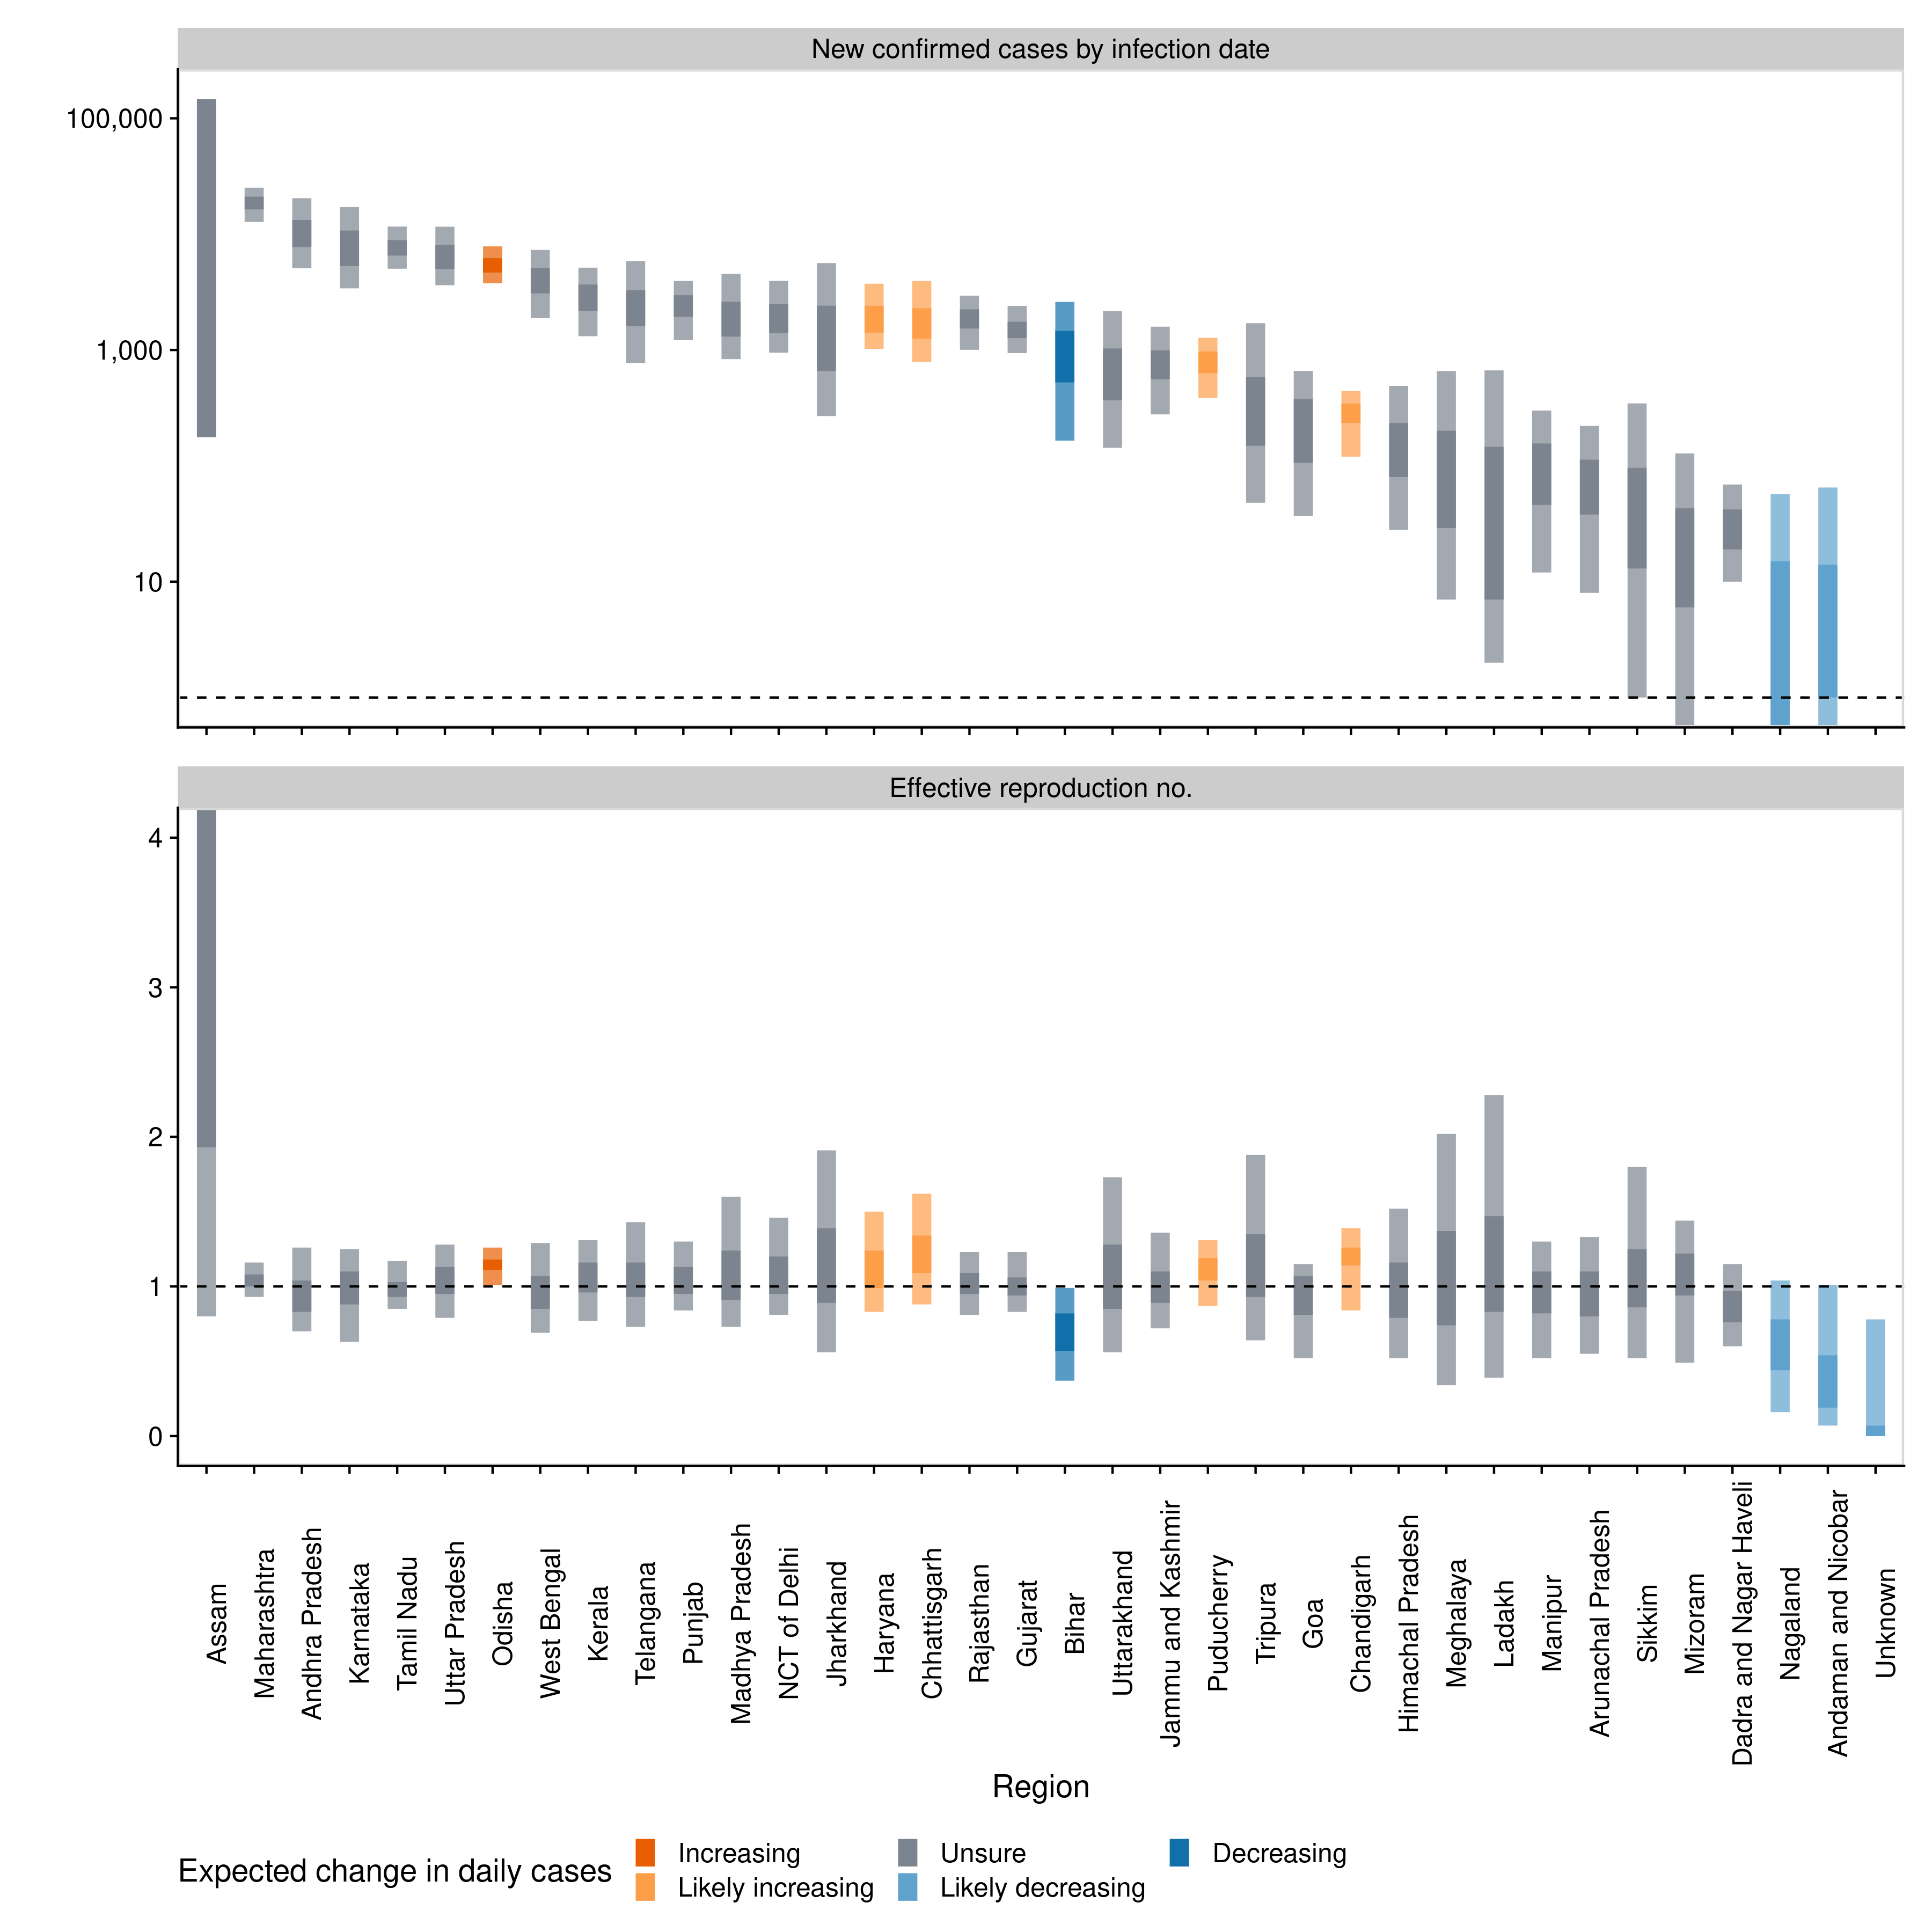 New confirmed cases by infection date
100,000
1,000
10
Effective reproduction no.
4
3
2
1
0
Assam
Maharashtra
Andhra Pradesh
Karnataka
Tamil Nadu
Uttar Pradesh
Odisha
West Bengal
Kerala
Telangana
Punjab
Madhya Pradesh
NCT of Delhi
Jharkhand
Haryana
Chhattisgarh
Rajasthan
Gujarat
Bihar
Uttarakhand
Jammu and Kashmir
Puducherry
Tripura
Goa
Chandigarh
Himachal Pradesh
Meghalaya
Ladakh
Manipur
Arunachal Pradesh
Sikkim
Mizoram
Dadra and Nagar Haveli
Nagaland
Andaman and Nicobar
Unknown
Region
Expected change in daily cases
Increasing
Unsure
Decreasing
Likely increasing
Likely decreasing